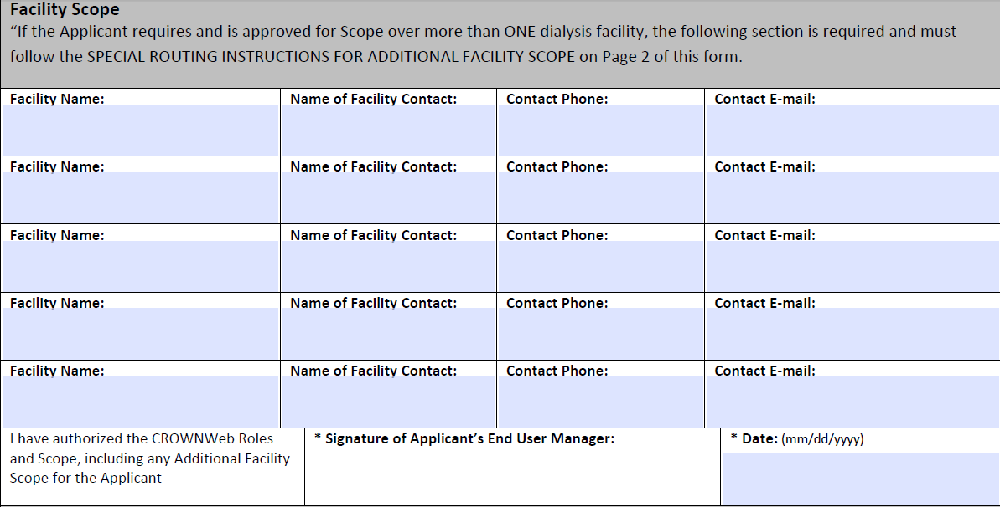 Facility Scope
“If the Applicant requires and is approved for Scope over more than ONE dialysis facility, the following section is required and must
follow the SPECIAL ROUTING INSTRUCTIONS FOR ADDITIONAL FACILITY SCOPE on Page 2 of this form.
Facility Name: Name of Facility Contact: Contact Phone: Contact E-mail:
Facility Name: Name of Facility Contact: Contact Phone: Contact E-mail:
Facility Name: Name of Facility Contact: Contact Phone: Contact E-mail:
Facility Name: Name of Facility Contact: Contact Phone: Contact E-mail:
Facility Name: Name of Facility Contact: Contact Phone: Contact E-mail:
I have authorized the CROWNWeb Roles
and Scope, including any Additional Facility
Scope for the Applicant
* Signature of Applicant’s End User Manager:
* Date: (mm/dd/yyyy)